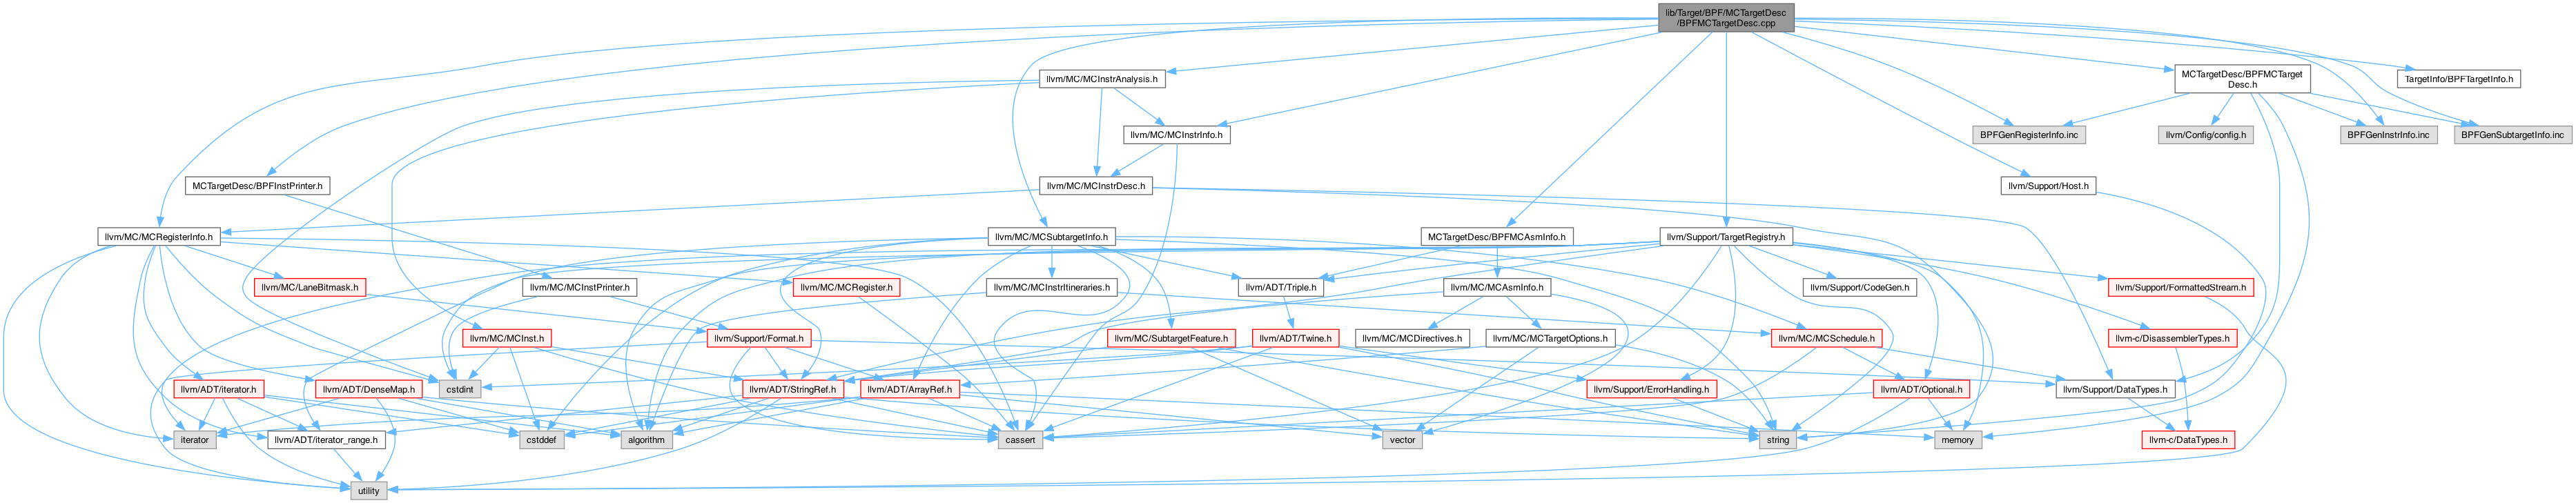 lib/Target/BPF/MCTargetDesc
/BPFMCTargetDesc.cpp
llvm/MC/MCInstrAnalysis.h
MCTargetDesc/BPFMCTarget
Desc.h
TargetInfo/BPFTargetInfo.h
llvm/MC/MCInstrInfo.h
BPFGenRegisterInfo.inc
llvm/Config/config.h
BPFGenInstrInfo.inc
BPFGenSubtargetInfo.inc
MCTargetDesc/BPFInstPrinter.h
llvm/MC/MCInstrDesc.h
llvm/Support/Host.h
llvm/MC/MCRegisterInfo.h
llvm/MC/MCSubtargetInfo.h
MCTargetDesc/BPFMCAsmInfo.h
llvm/Support/TargetRegistry.h
llvm/MC/LaneBitmask.h
llvm/MC/MCInstPrinter.h
llvm/MC/MCRegister.h
llvm/MC/MCInstrItineraries.h
llvm/ADT/Triple.h
llvm/MC/MCAsmInfo.h
llvm/Support/CodeGen.h
llvm/Support/FormattedStream.h
llvm/MC/MCInst.h
llvm/Support/Format.h
llvm/MC/SubtargetFeature.h
llvm/ADT/Twine.h
llvm/MC/MCDirectives.h
llvm/MC/MCTargetOptions.h
llvm/MC/MCSchedule.h
llvm-c/DisassemblerTypes.h
llvm/ADT/iterator.h
llvm/ADT/DenseMap.h
cstdint
llvm/ADT/StringRef.h
llvm/ADT/ArrayRef.h
llvm/Support/ErrorHandling.h
llvm/ADT/Optional.h
llvm/Support/DataTypes.h
iterator
llvm/ADT/iterator_range.h
cstddef
algorithm
cassert
vector
string
memory
llvm-c/DataTypes.h
utility